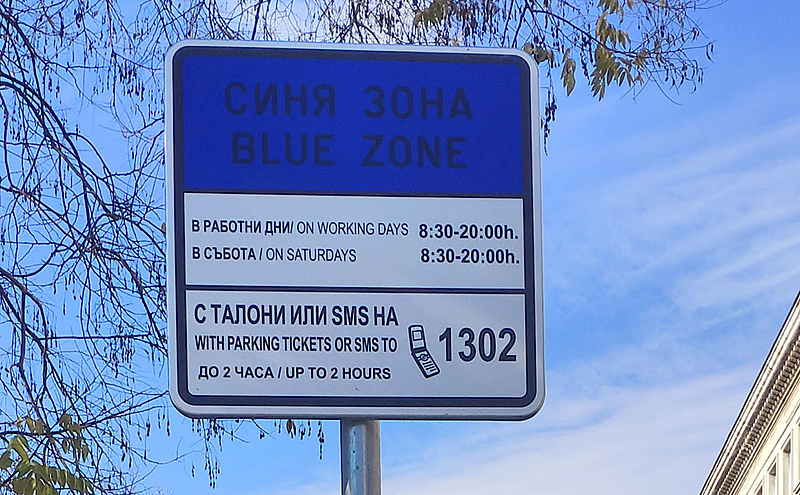 СИНЯ ЗОНА
BLUE ZONE
В РАБОТНИ ДНИ/ ON WORKING DAYS 8:30-20:00h.
В СЪБОТА / ON SATURDAYS 8:30-20:00h.
С ТАЛОНИ ИЛИ SMS НА
WITH PARKING TICKETS OR SMS TO 1302
ДО 2 ЧАСА / UP TO 2 HOURS